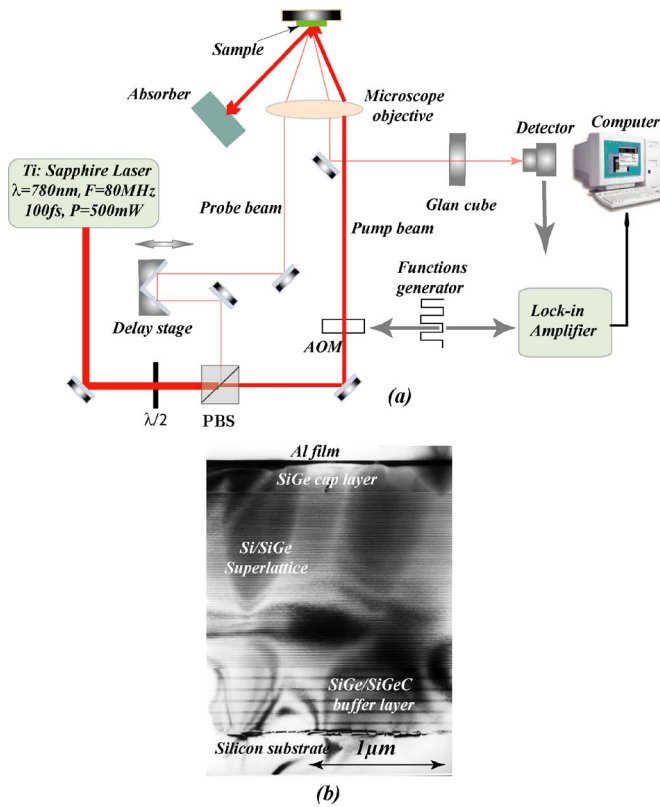 Sample
Absorber
Microscope
objective
Detector
Computer
Ti: Sapphire Laser
λ=780nm, F=80MHz
100fs, P=500mW
Glan cube
Probe beam
Pump beam
Functions
generator
Delay stage
Lock-in
Amplifier
AOM
λ/2
PBS
(a)
Al film
SiGe cap layer
Si/SiGe
Superlattice
SiGe/SiGeC
buffer layer
Silicon substrate
1μm
(b)